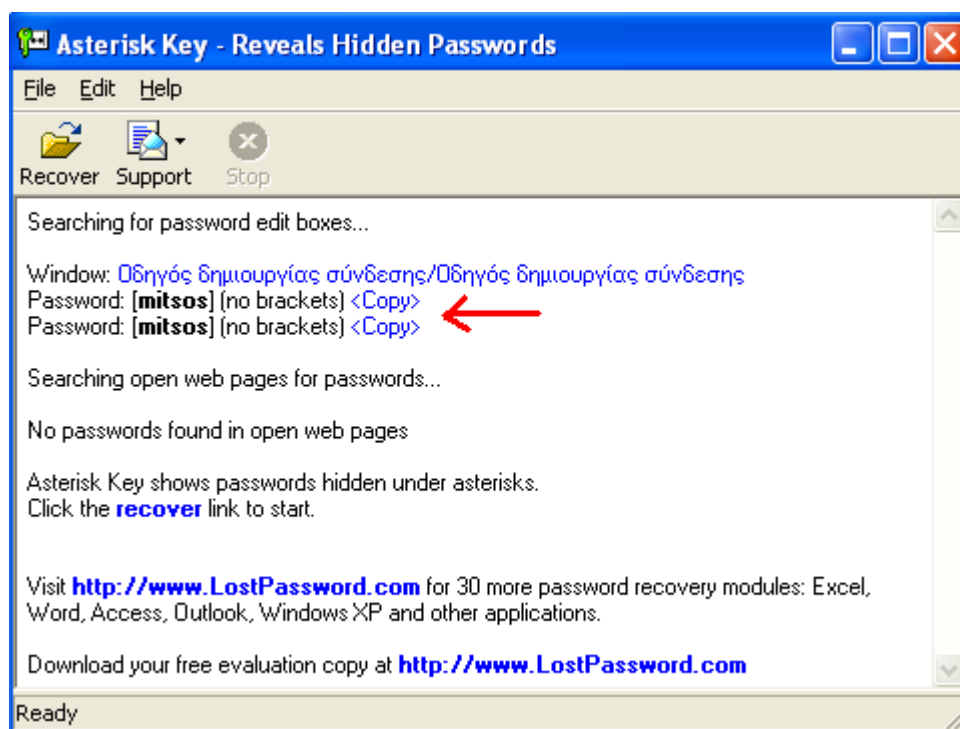 Asterisk Key - Reveals Hidden Passwords
File Edit Help
Recover Support Stop
Searching for password edit boxes...
Window: Οδηγός δημιουργίας σύνδεσης/Οδηγός δημιουργίας σύνδεσης
Password: [mitsos] (no brackets) <Copy>
Password: [mitsos] (no brackets) <Copy>
Searching open web pages for passwords...
No passwords found in open web pages
Asterisk Key shows passwords hidden under asterisks.
Click the recover link to start.
Visit http://www.LostPassword.com for 30 more password recovery modules: Excel,
Word, Access, Outlook, Windows XP and other applications.
Download your free evaluation copy at http://www.LostPassword.com
Ready